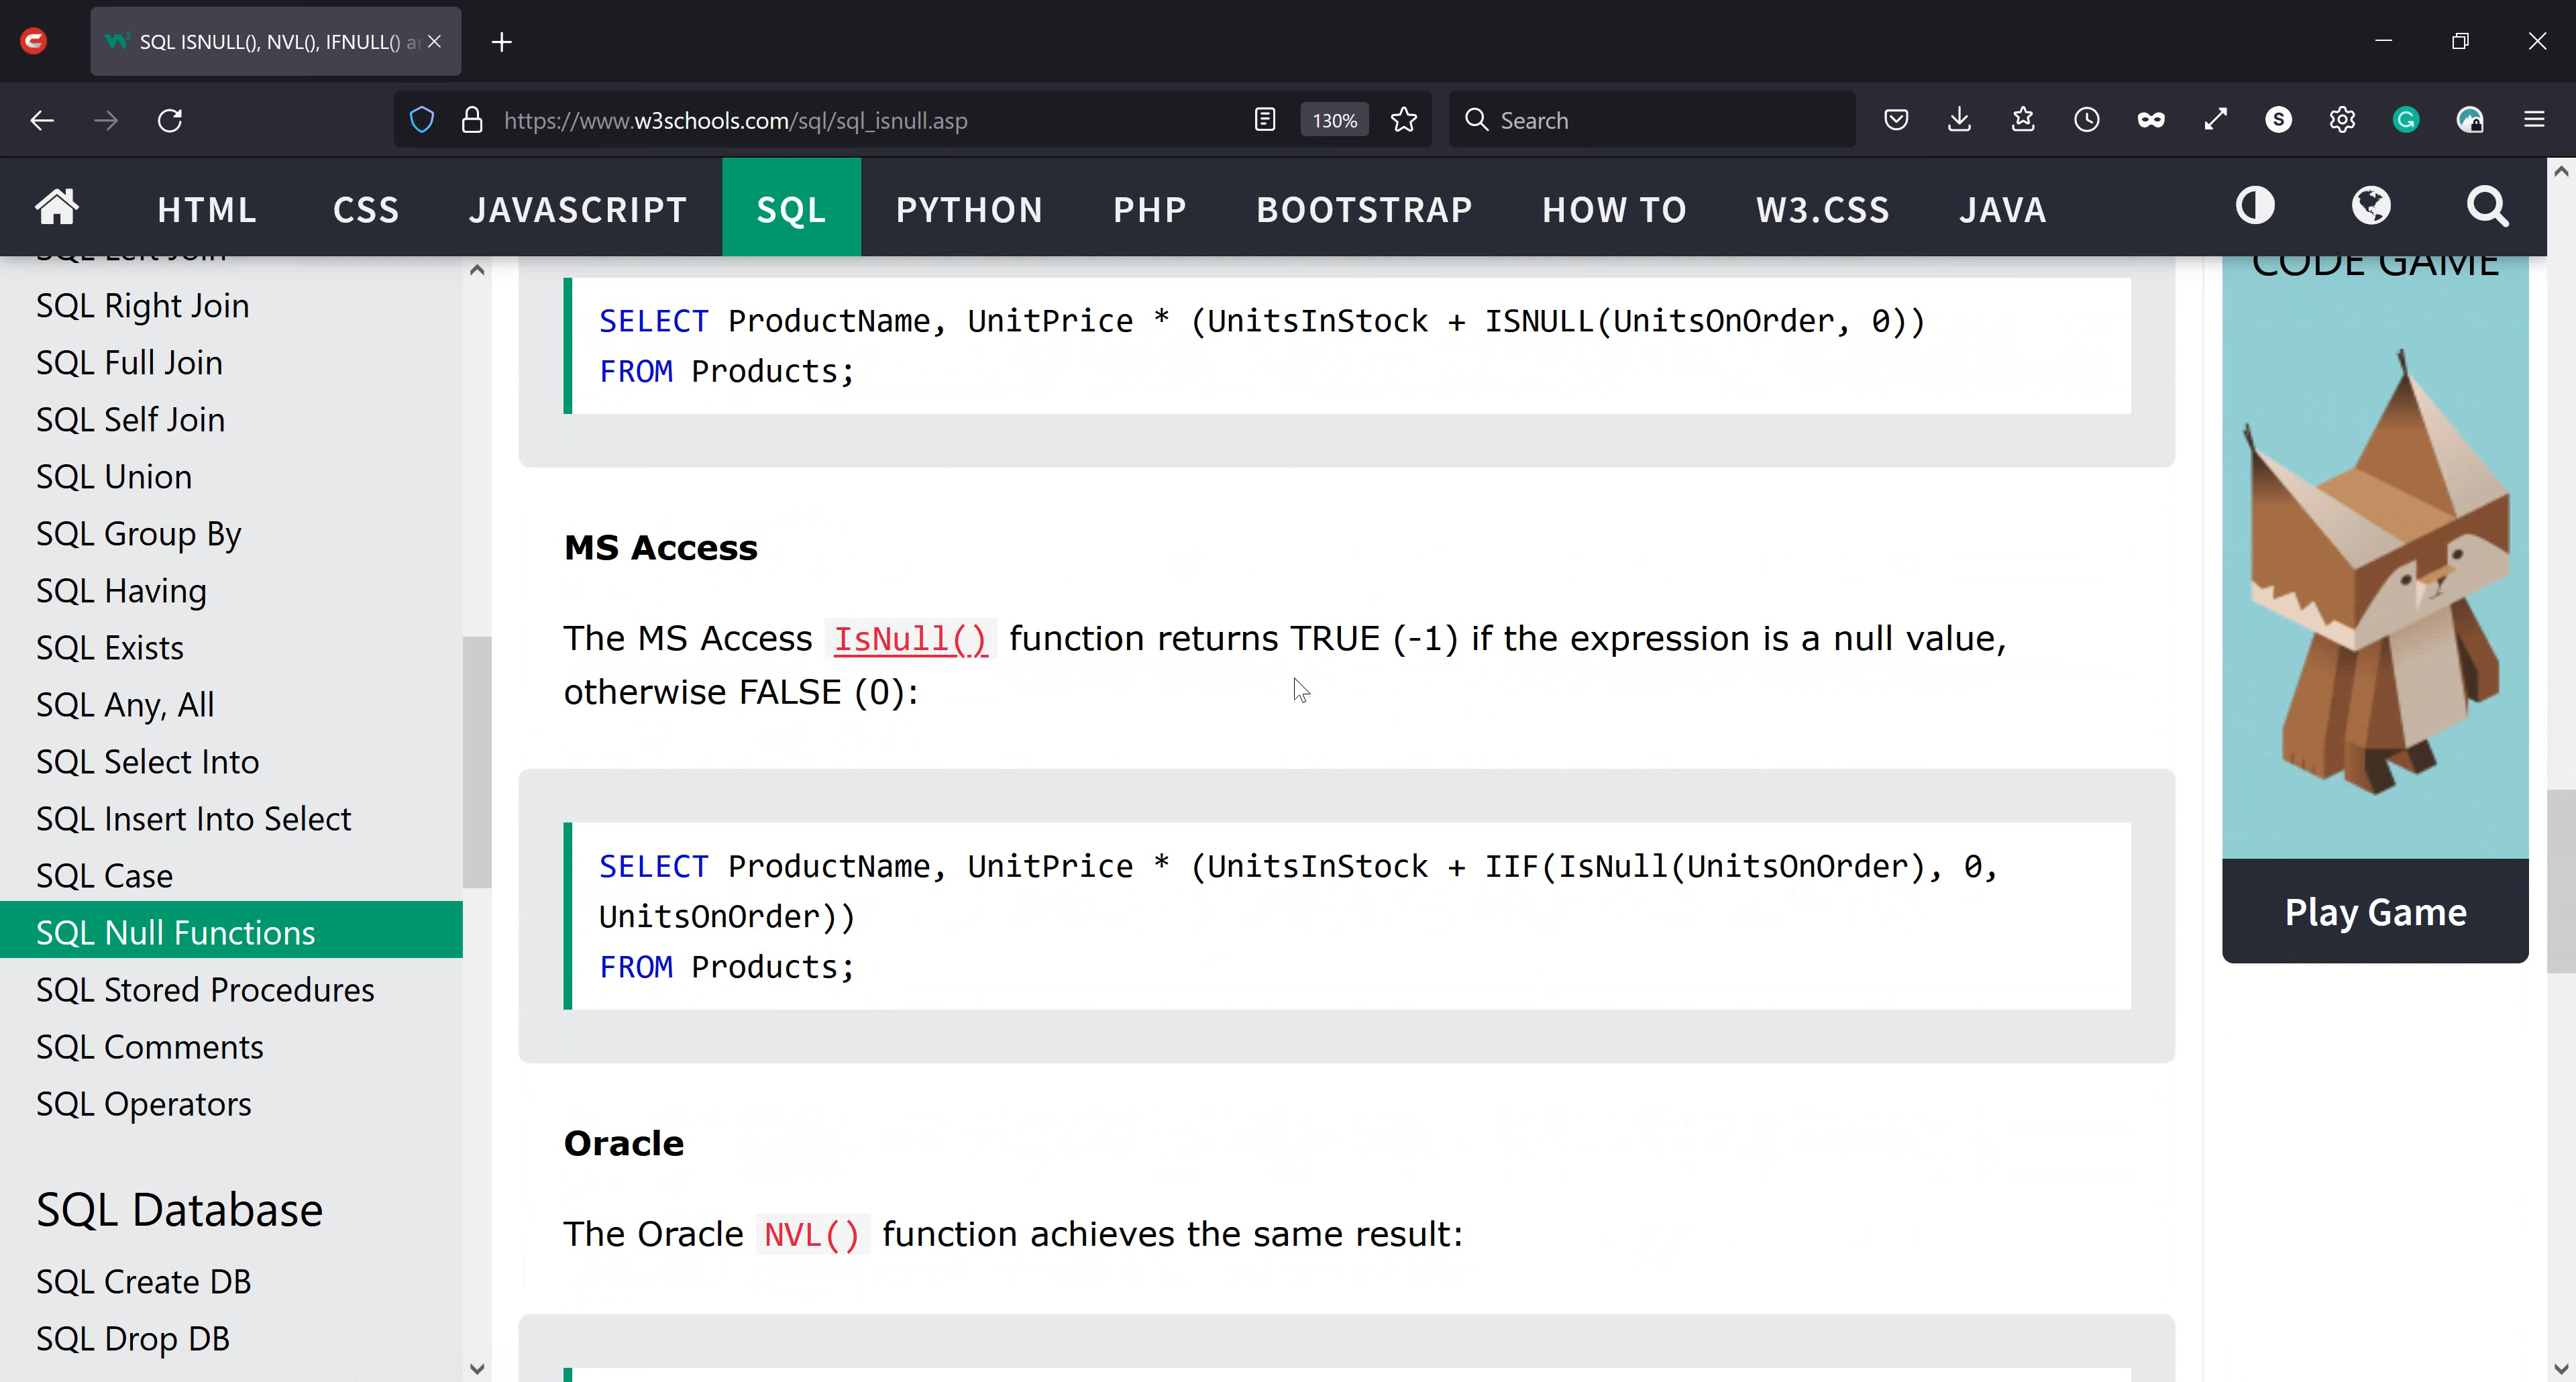 SQL ISNULL(), NVL(), IFNULL()
https://www.w3schools.com/sql/sql_isnull.asp
130%
Search
HTML
CSS
JAVASCRIPT
SQL
PYTHON
PHP
BOOTSTRAP
HOW TO
W3.CSS
JAVA
SQL Left Join
SQL Right Join
SQL Full Join
SQL Self Join
SQL Union
SQL Group By
SQL Having
SQL Exists
SQL Any, All
SQL Select Into
SQL Insert Into Select
SQL Case
SQL Null Functions
SQL Stored Procedures
SQL Comments
SQL Operators
SQL Database
SQL Create DB
SQL Drop DB
SELECT ProductName, UnitPrice * (UnitsInStock + ISNULL(UnitsOnOrder, 0))
FROM Products;
MS Access
The MS Access IsNull() function returns TRUE (-1) if the expression is a null value,
otherwise FALSE (0):
SELECT ProductName, UnitPrice * (UnitsInStock + IIF(IsNull(UnitsOnOrder), 0,
UnitsOnOrder))
FROM Products;
Oracle
The Oracle NVL() function achieves the same result:
CODE GAME
Play Game